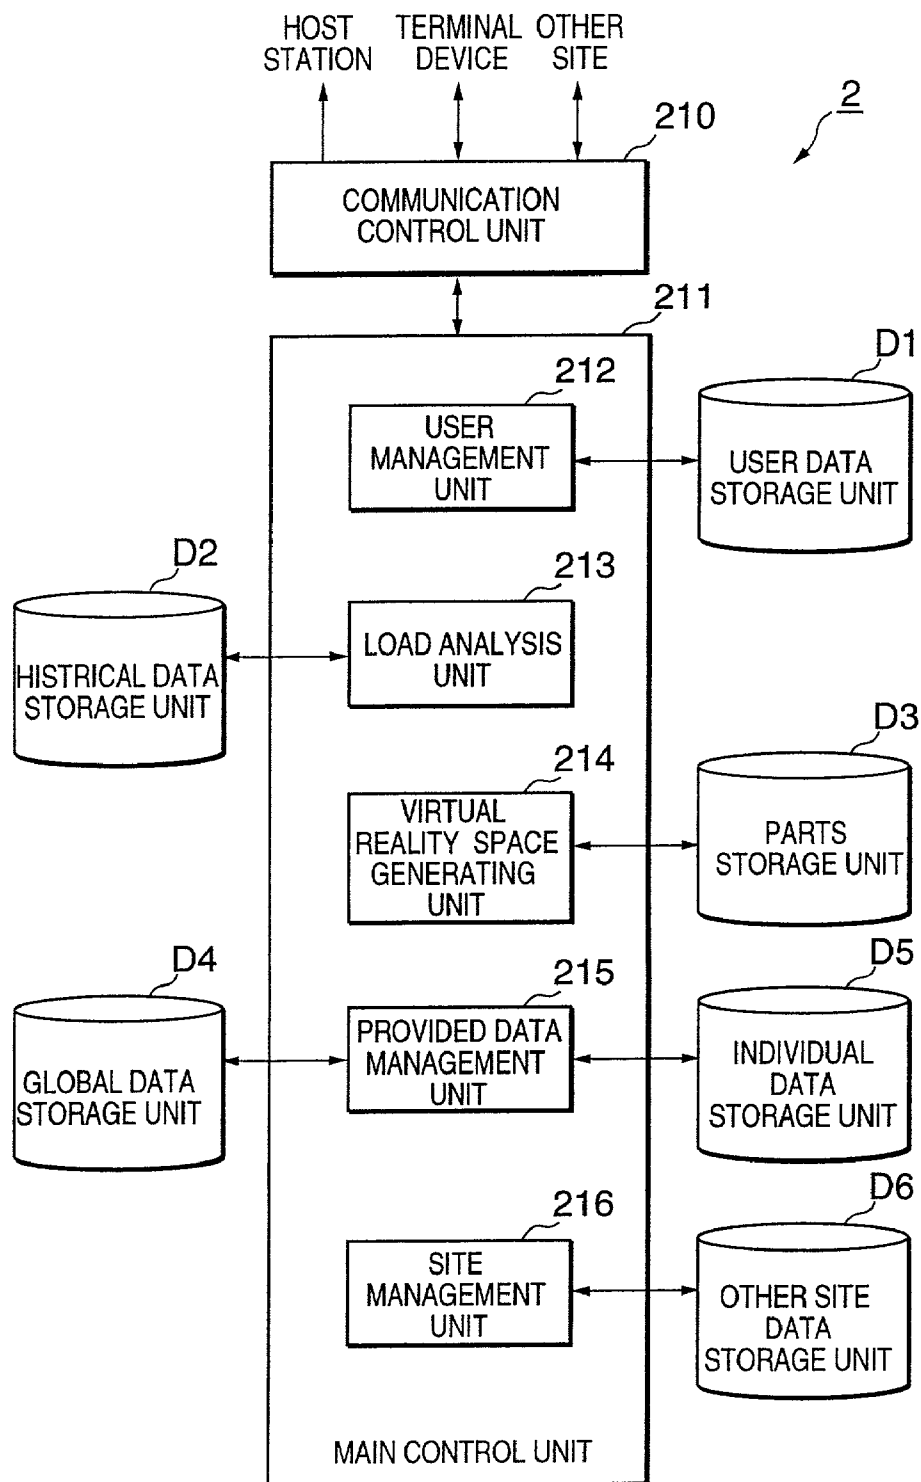 HOST
STATION
TERMINAL
DEVICE
OTHER
SITE
2
210
COMMUNICATION
CONTROL UNIT
211
D1
212
USER
MANAGEMENT
UNIT
USER DATA
STORAGE UNIT
D2
213
LOAD ANALYSIS
UNIT
HISTRICAL DATA
STORAGE UNIT
D3
214
VIRTUAL
REALITY SPACE
GENERATING
UNIT
PARTS
STORAGE UNIT
D4
215
D5
PROVIDED DATA
MANAGEMENT
UNIT
GLOBAL DATA
STORAGE UNIT
INDIVIDUAL
DATA
STORAGE UNIT
216
D6
SITE
MANAGEMENT
UNIT
OTHER SITE
DATA
STORAGE UNIT
MAIN CONTROL UNIT